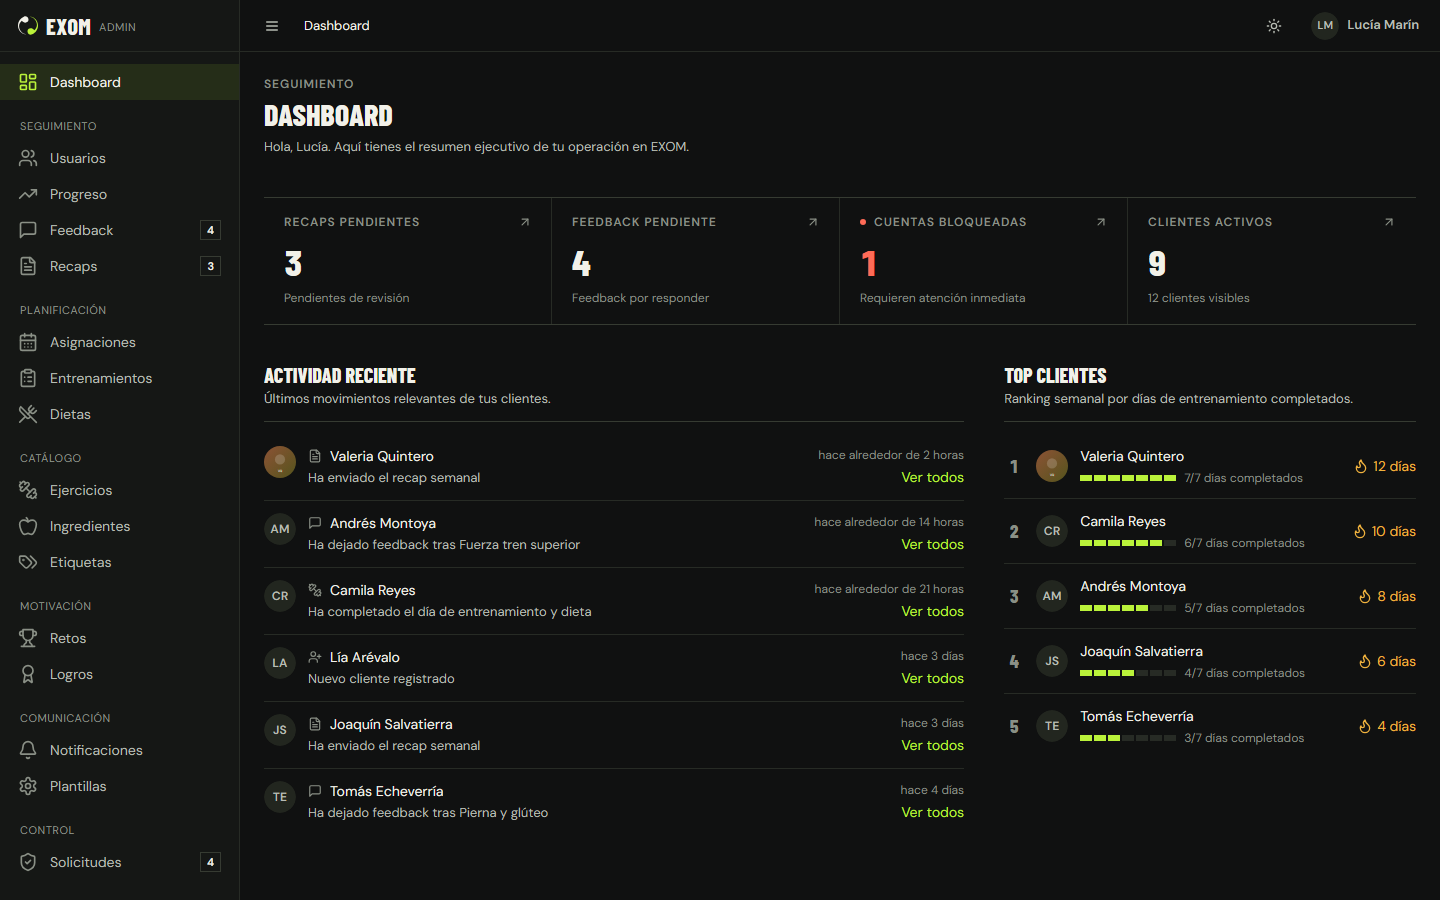 EXOM ADMIN
Dashboard
SEGUIMIENTO
Usuarios
Progreso
Feedback 4
Recaps 3
PLANIFICACIÓN
Asignaciones
Entrenamientos
Dietas
CATÁLOGO
Ejercicios
Ingredientes
Etiquetas
MOTIVACIÓN
Retos
Logros
COMUNICACIÓN
Notificaciones
Plantillas
CONTROL
Solicitudes 4
Dashboard
LM Lucía Marín
SEGUIMIENTO
DASHBOARD
Hola, Lucía. Aquí tienes el resumen ejecutivo de tu operación en EXOM.
RECAPS PENDIENTES
3
Pendientes de revisión
FEEDBACK PENDIENTE
4
Feedback por responder
CUENTAS BLOQUEADAS
1
Requieren atención inmediata
CLIENTES ACTIVOS
9
12 clientes visibles
ACTIVIDAD RECIENTE
Últimos movimientos relevantes de tus clientes.
Valeria Quintero hace alrededor de 2 horas
Ha enviado el recap semanal Ver todos
AM Andrés Montoya hace alrededor de 14 horas
Ha dejado feedback tras Fuerza tren superior Ver todos
CR Camila Reyes hace alrededor de 21 horas
Ha completado el día de entrenamiento y dieta Ver todos
LA Lía Arévalo hace 3 días
Nuevo cliente registrado Ver todos
JS Joaquín Salvatierra hace 3 días
Ha enviado el recap semanal Ver todos
TE Tomás Echeverría hace 4 días
Ha dejado feedback tras Pierna y glúteo Ver todos
TOP CLIENTES
Ranking semanal por días de entrenamiento completados.
1 Valeria Quintero 12 días
7/7 días completados
2 CR Camila Reyes 10 días
6/7 días completados
3 AM Andrés Montoya 8 días
5/7 días completados
4 JS Joaquín Salvatierra 6 días
4/7 días completados
5 TE Tomás Echeverría 4 días
3/7 días completados